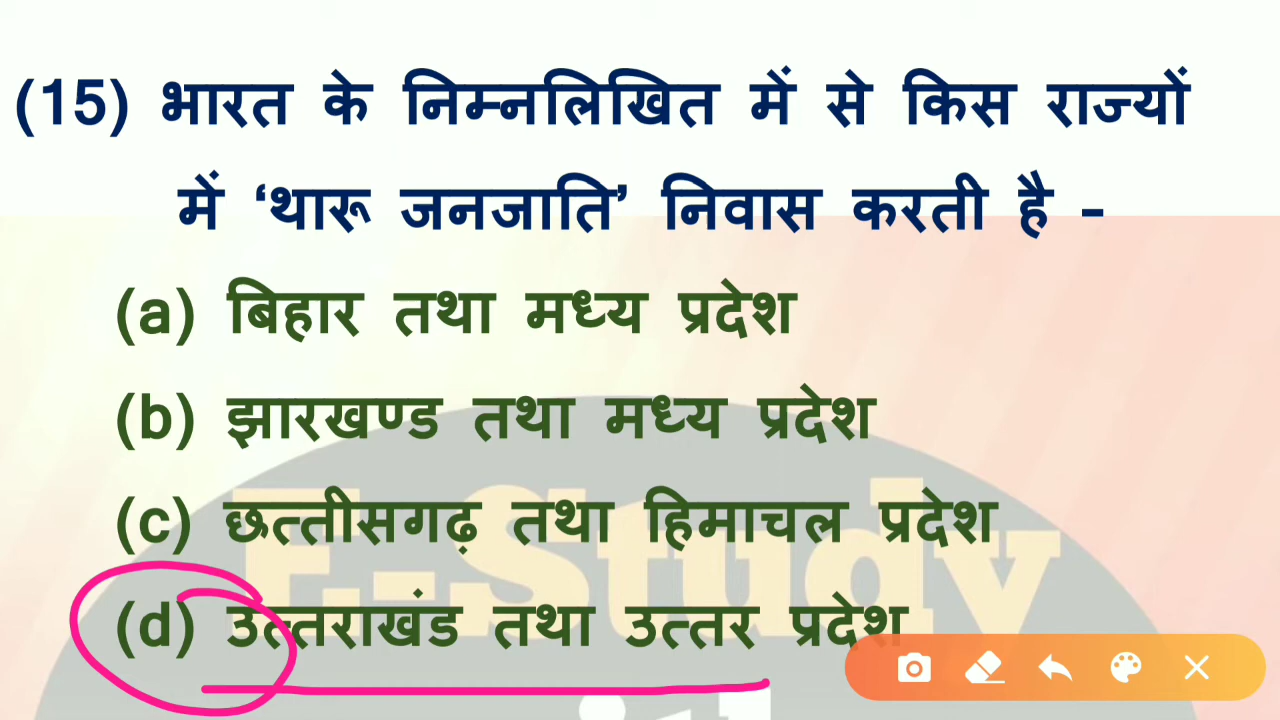 (15) भारत के निम्नलिखित में से किस राज्यों
में ‘थारू जनजाति’ निवास करती है -
(a) बिहार तथा मध्य प्रदेश
(b) झारखण्ड तथा मध्य प्रदेश
(c) छत्तीसगढ़ तथा हिमाचल प्रदेश
(d) उत्तराखंड तथा उत्तर प्रदेश
E-Study